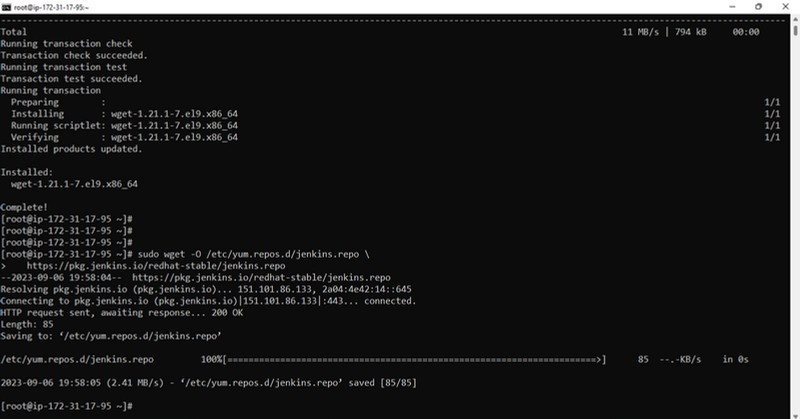 root@ip-172-31-17-95:~
Total 11 MB/s | 794 kB 00:00
Running transaction check
Transaction check succeeded.
Running transaction test
Transaction test succeeded.
Running transaction
Preparing : 1/1
Installing : wget-1.21.1-7.el9.x86_64 1/1
Running scriptlet: wget-1.21.1-7.el9.x86_64 1/1
Verifying : wget-1.21.1-7.el9.x86_64 1/1
Installed products updated.
Installed:
wget-1.21.1-7.el9.x86_64
Complete!
[root@ip-172-31-17-95 ~]#
[root@ip-172-31-17-95 ~]#
[root@ip-172-31-17-95 ~]#
[root@ip-172-31-17-95 ~]# sudo wget -O /etc/yum.repos.d/jenkins.repo \
> https://pkg.jenkins.io/redhat-stable/jenkins.repo
--2023-09-06 19:58:04-- https://pkg.jenkins.io/redhat-stable/jenkins.repo
Resolving pkg.jenkins.io (pkg.jenkins.io)... 151.101.86.133, 2a04:4e42:14::645
Connecting to pkg.jenkins.io (pkg.jenkins.io)|151.101.86.133|:443... connected.
HTTP request sent, awaiting response... 200 OK
Length: 85
Saving to: ‘/etc/yum.repos.d/jenkins.repo’
/etc/yum.repos.d/jenkins.repo 100%[==================================================================>] 85 --.-KB/s in 0s
2023-09-06 19:58:05 (2.41 MB/s) - ‘/etc/yum.repos.d/jenkins.repo’ saved [85/85]
[root@ip-172-31-17-95 ~]#